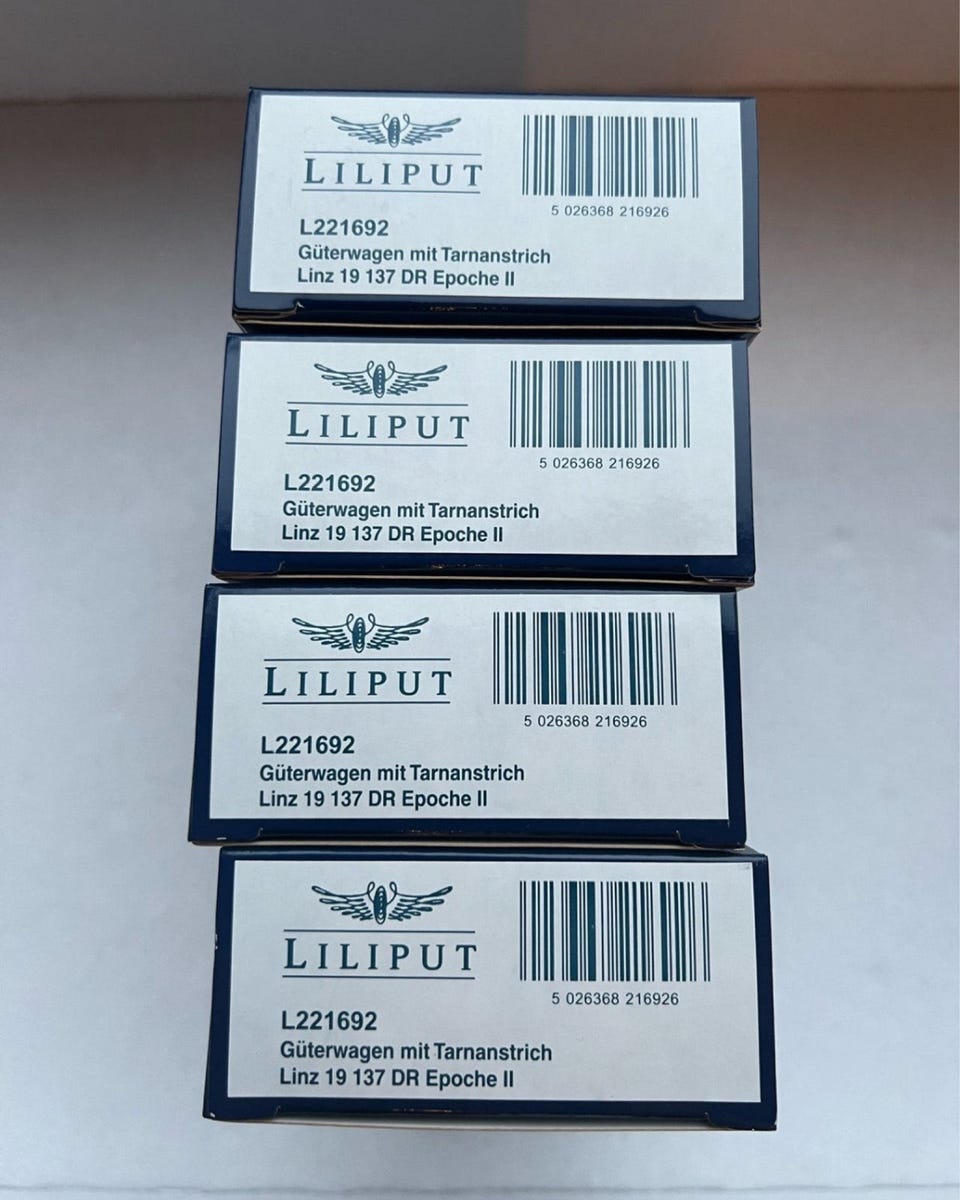 LILIPUT
5 026368 216926
L221692
Güterwagen mit Tarnanstrich
Linz 19 137 DR Epoche II
LILIPUT
5 026368 216926
L221692
Güterwagen mit Tarnanstrich
Linz 19 137 DR Epoche II
LILIPUT
5 026368 216926
L221692
Güterwagen mit Tarnanstrich
Linz 19 137 DR Epoche II
LILIPUT
5 026368 216926
L221692
Güterwagen mit Tarnanstrich
Linz 19 137 DR Epoche II